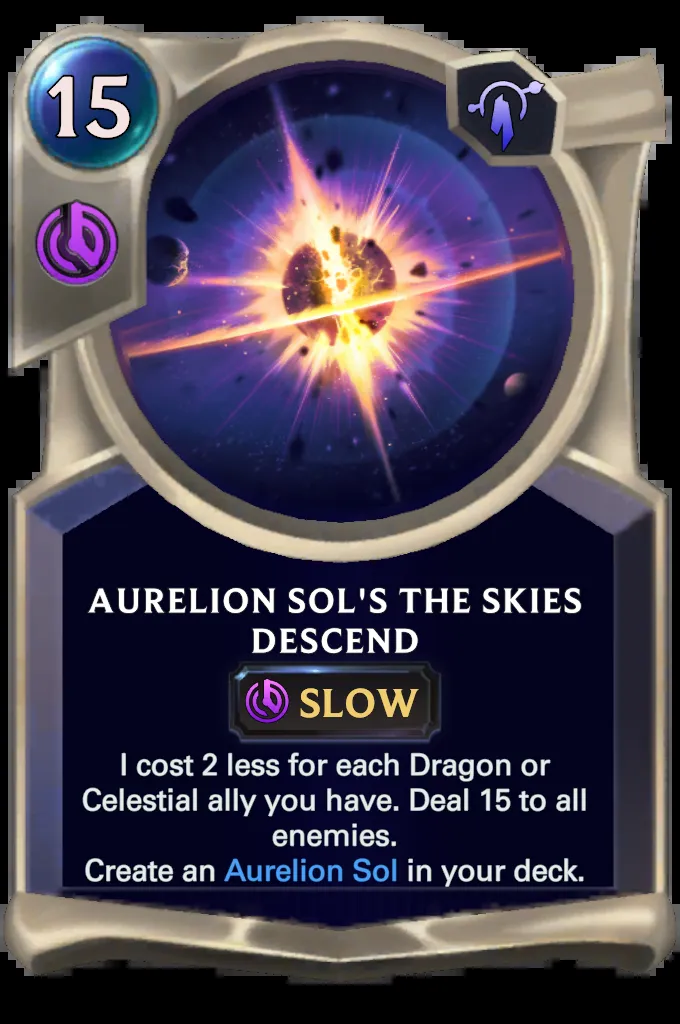 15
AURELION SOL'S THE SKIES
DESCEND
SLOW
I cost 2 less for each Dragon or
Celestial ally you have. Deal 15 to all
enemies.
Create an Aurelion Sol in your deck.